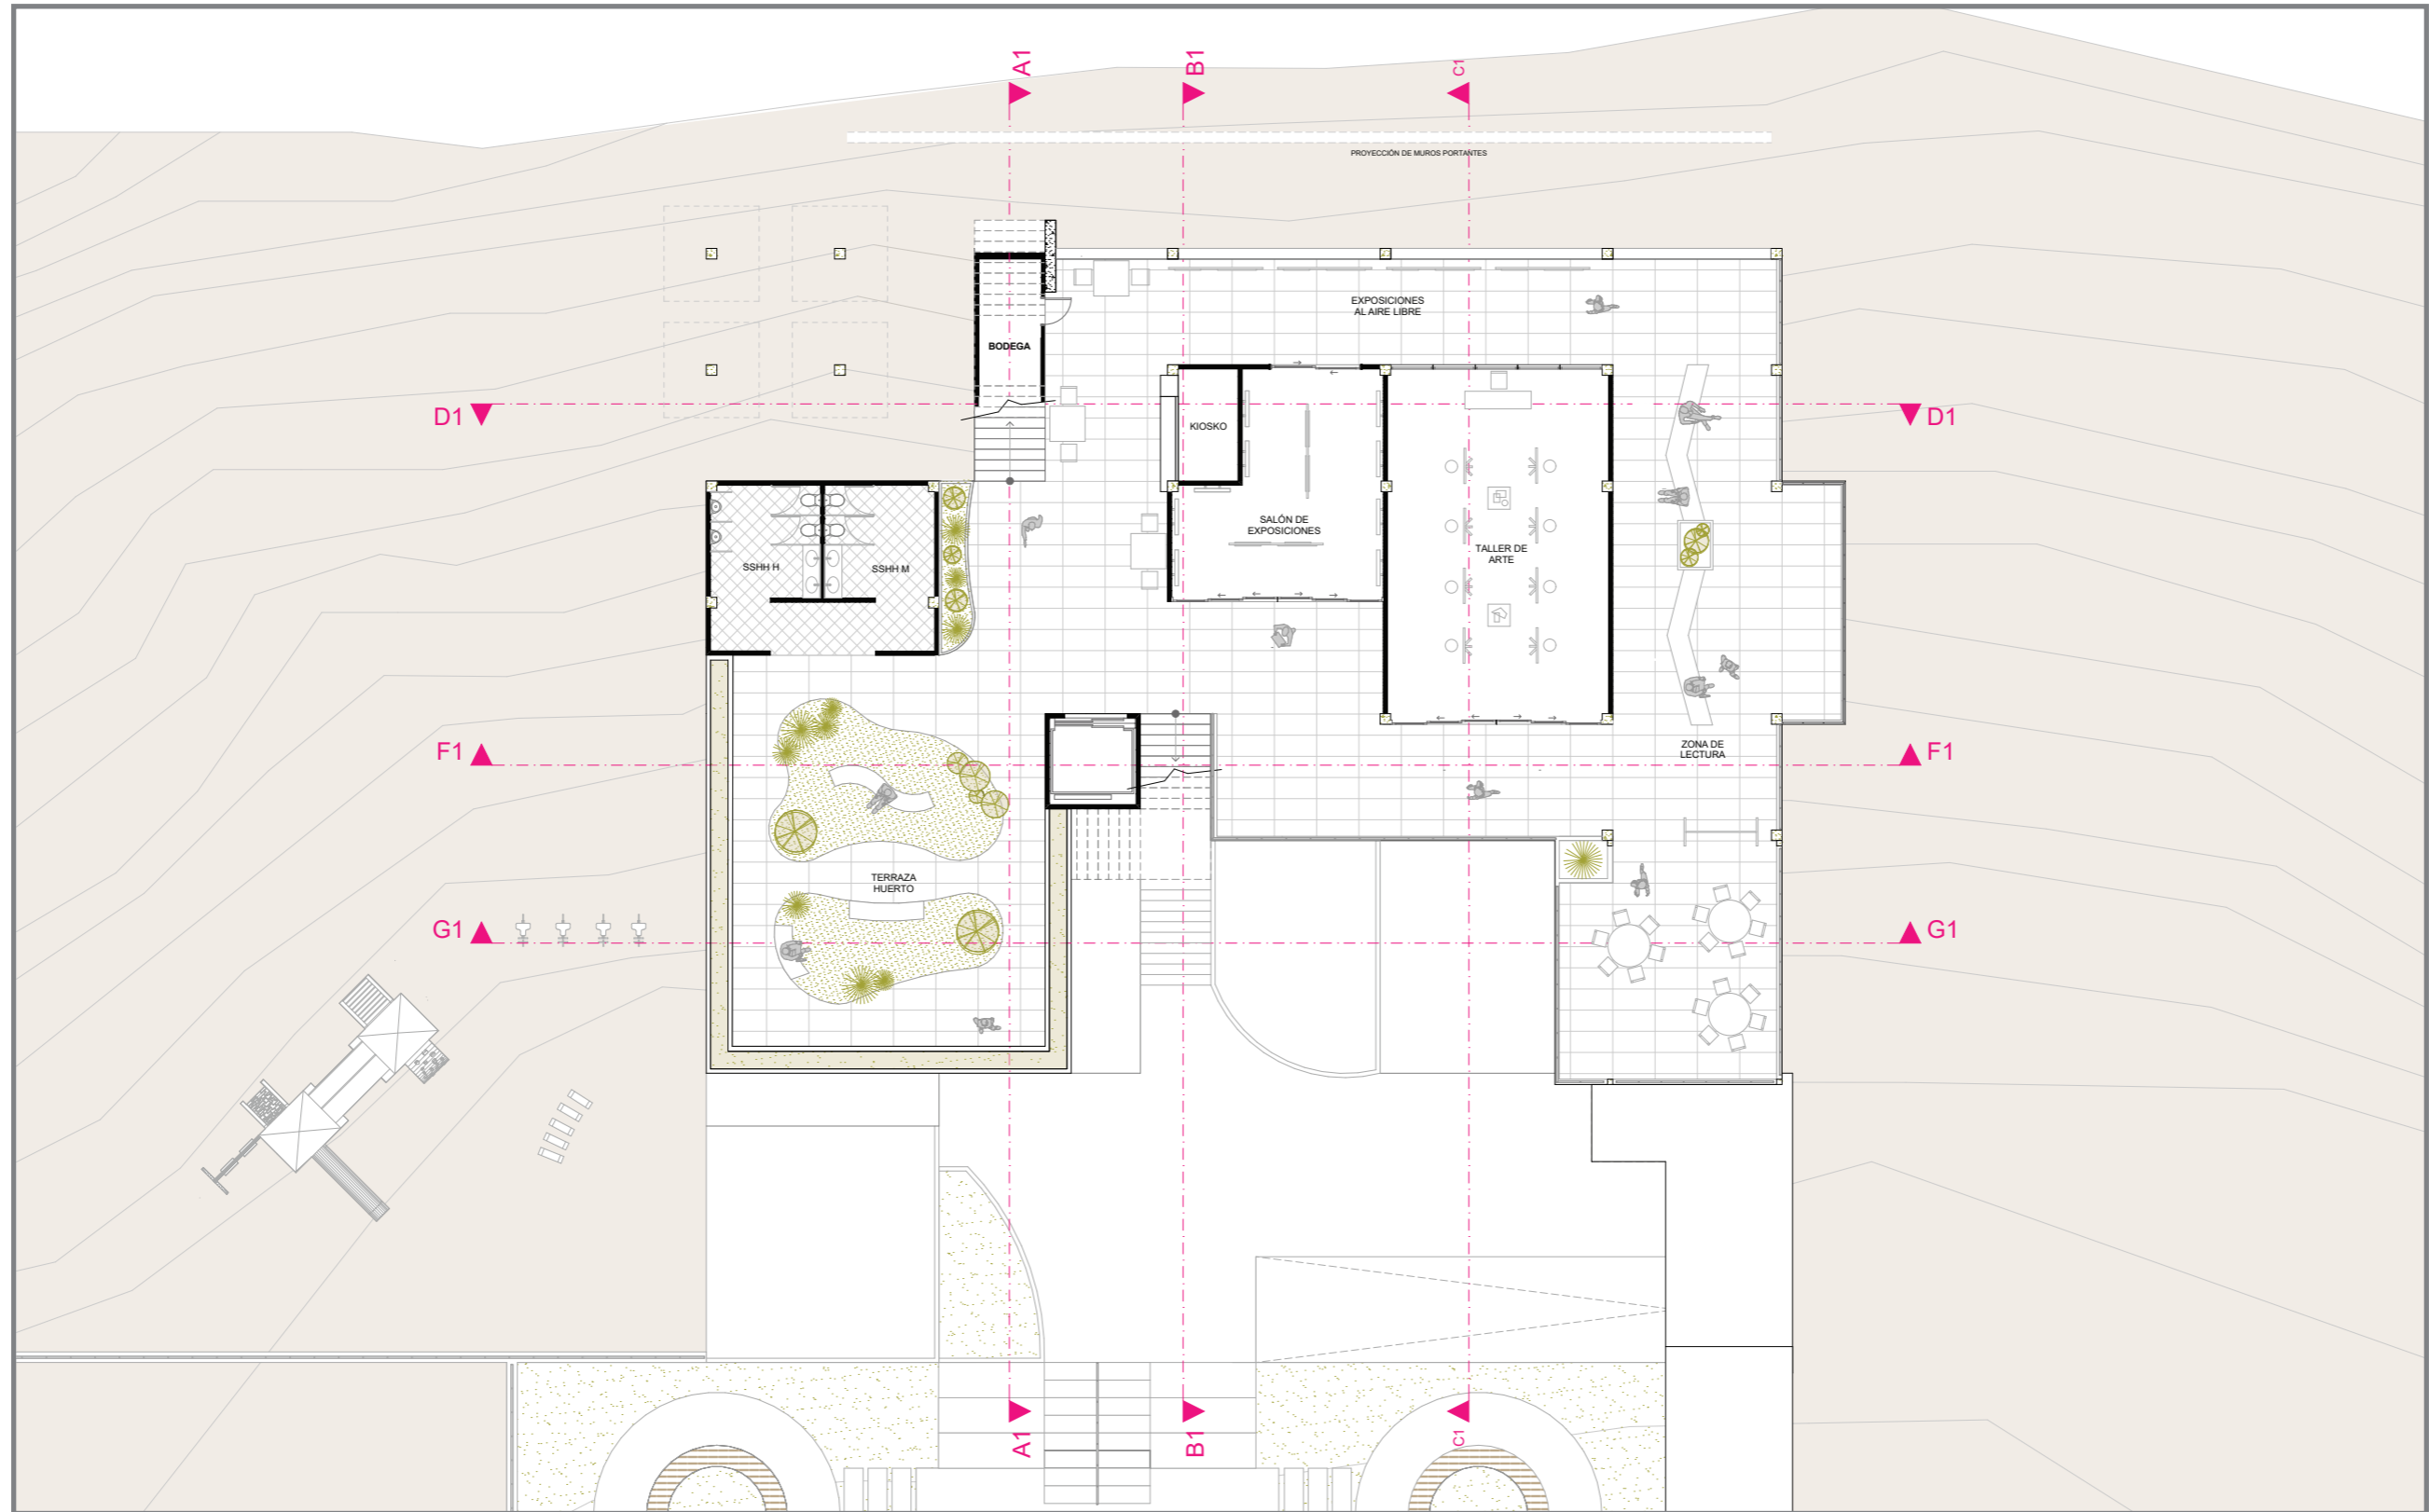 A1
B1
C1
PROYECCIÓN DE MUROS PORTANTES
EXPOSICIONES
AL AIRE LIBRE
BODEGA
D1
D1
KIOSKO
SALÓN DE
EXPOSICIONES
TALLER DE
ARTE
SSHH H
SSHH M
F1
F1
ZONA DE
LECTURA
TERRAZA
HUERTO
G1
G1
A1
B1
C1